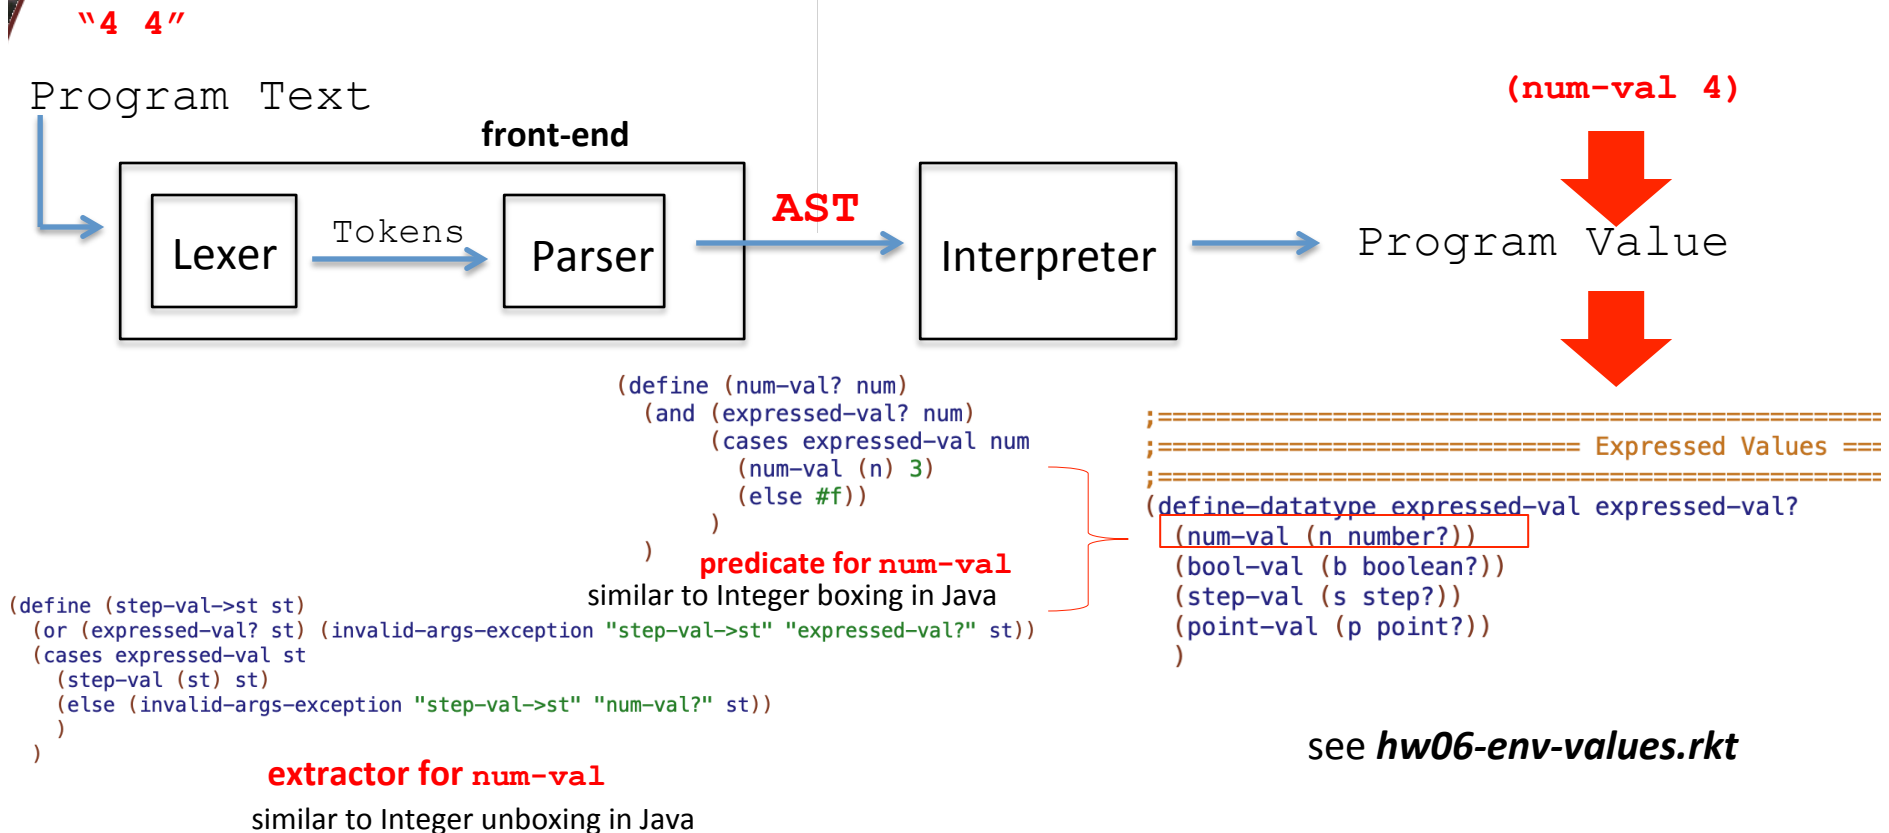 “4 4”
Program Text
front-end
Lexer
Tokens
Parser
AST
Interpreter
(num-val 4)
Program Value
(define (num-val? num)
(and (expressed-val? num)
(cases expressed-val num
(num-val (n) 3)
(else #f))
)
)
predicate for num-val
similar to Integer boxing in Java
(define (step-val->st st)
(or (expressed-val? st) (invalid-args-exception "step-val->st" "expressed-val?" st))
(cases expressed-val st
(step-val (st) st)
(else (invalid-args-exception "step-val->st" "num-val?" st))
)
)
extractor for num-val
similar to Integer unboxing in Java
;==================================================
;============================= Expressed Values ===
;==================================================
(define-datatype expressed-val expressed-val?
(num-val (n number?))
(bool-val (b boolean?))
(step-val (s step?))
(point-val (p point?))
)
see hw06-env-values.rkt